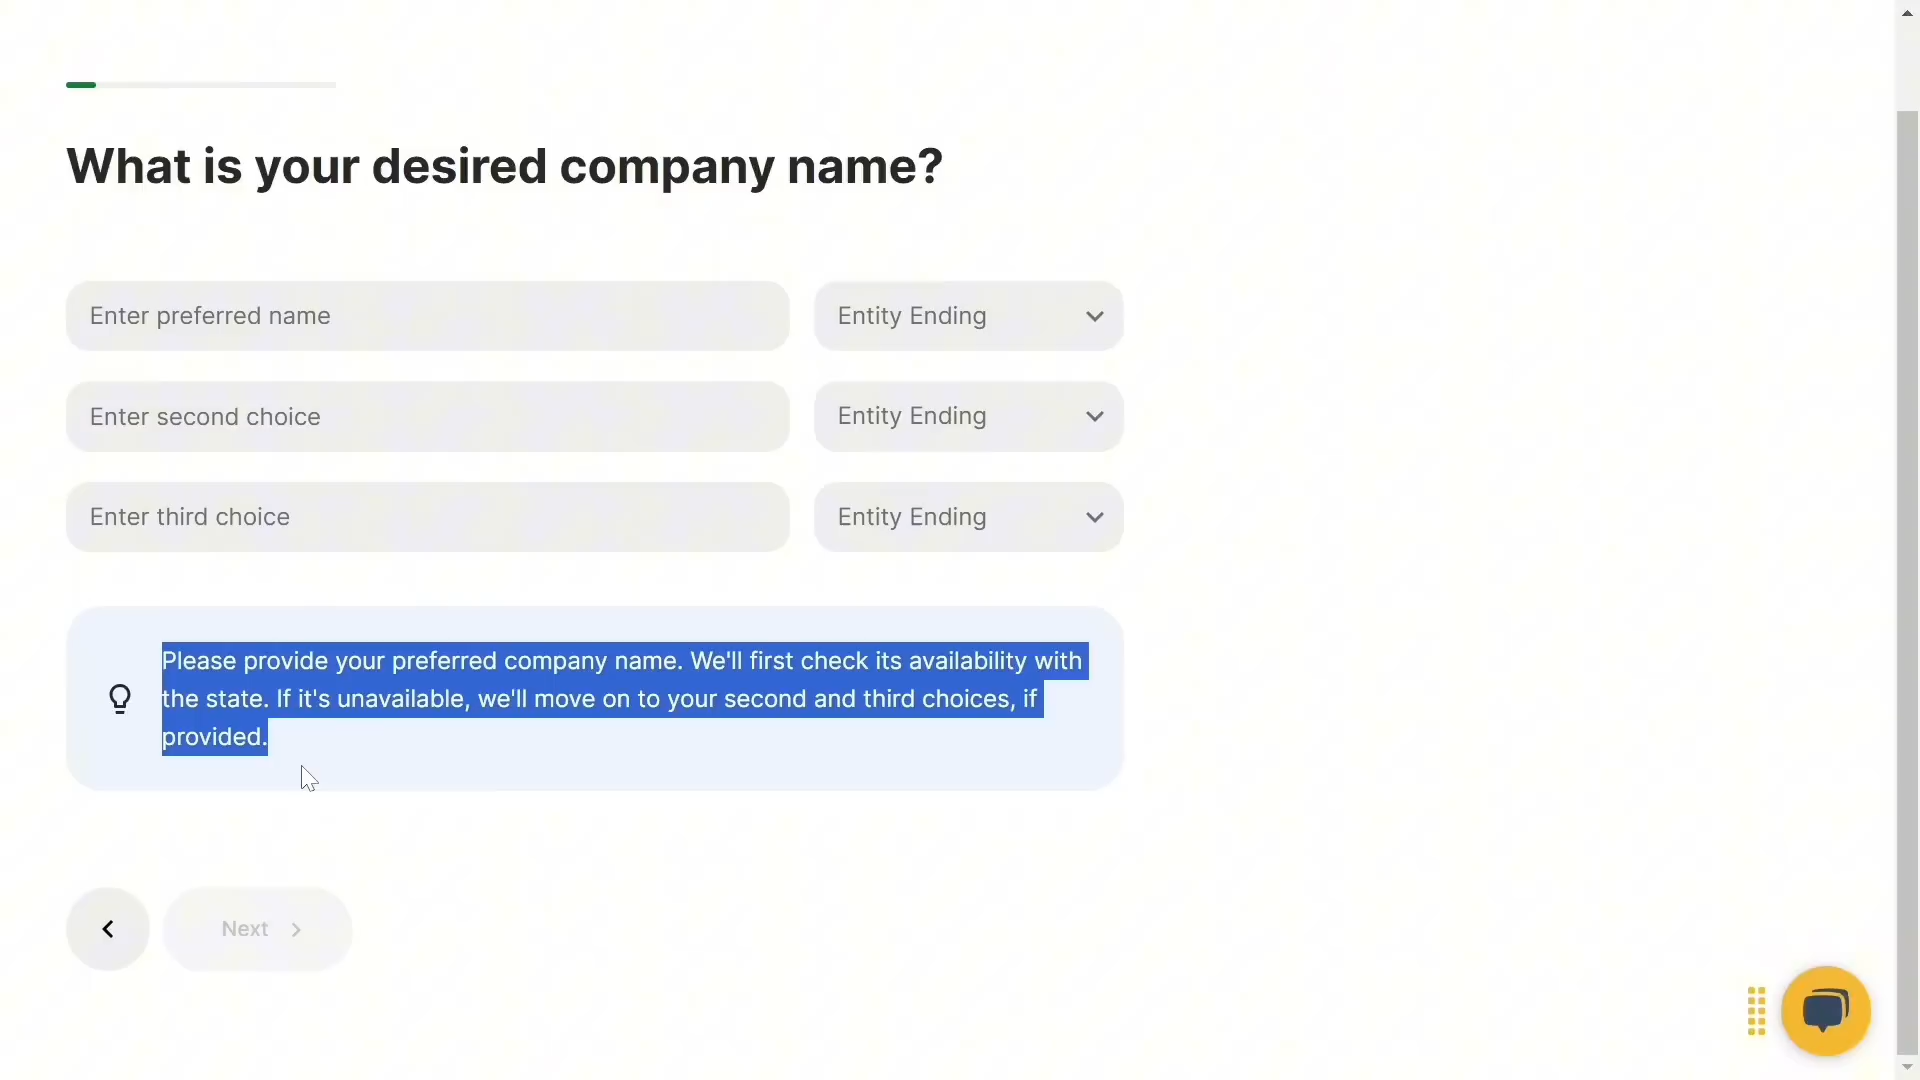 What is your desired company name?
Enter preferred name
Entity Ending
Enter second choice
Entity Ending
Enter third choice
Entity Ending
Please provide your preferred company name. We'll first check its availability with
the state. If it's unavailable, we'll move on to your second and third choices, if
provided.
Next